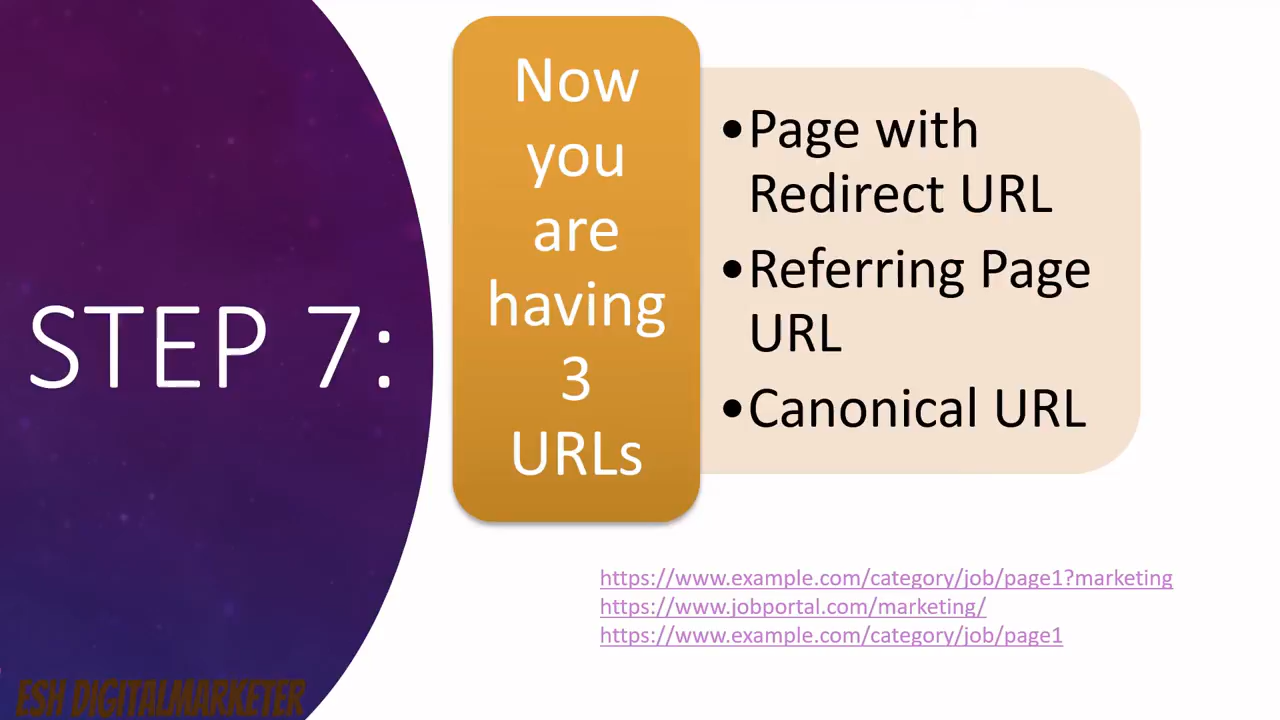 STEP 7:
Now
you
are
having
3
URLs
•Page with
Redirect URL
•Referring Page
URL
•Canonical URL
https://www.example.com/category/job/page1?marketing
https://www.jobportal.com/marketing/
https://www.example.com/category/job/page1
ESH DIGITALMARKETER